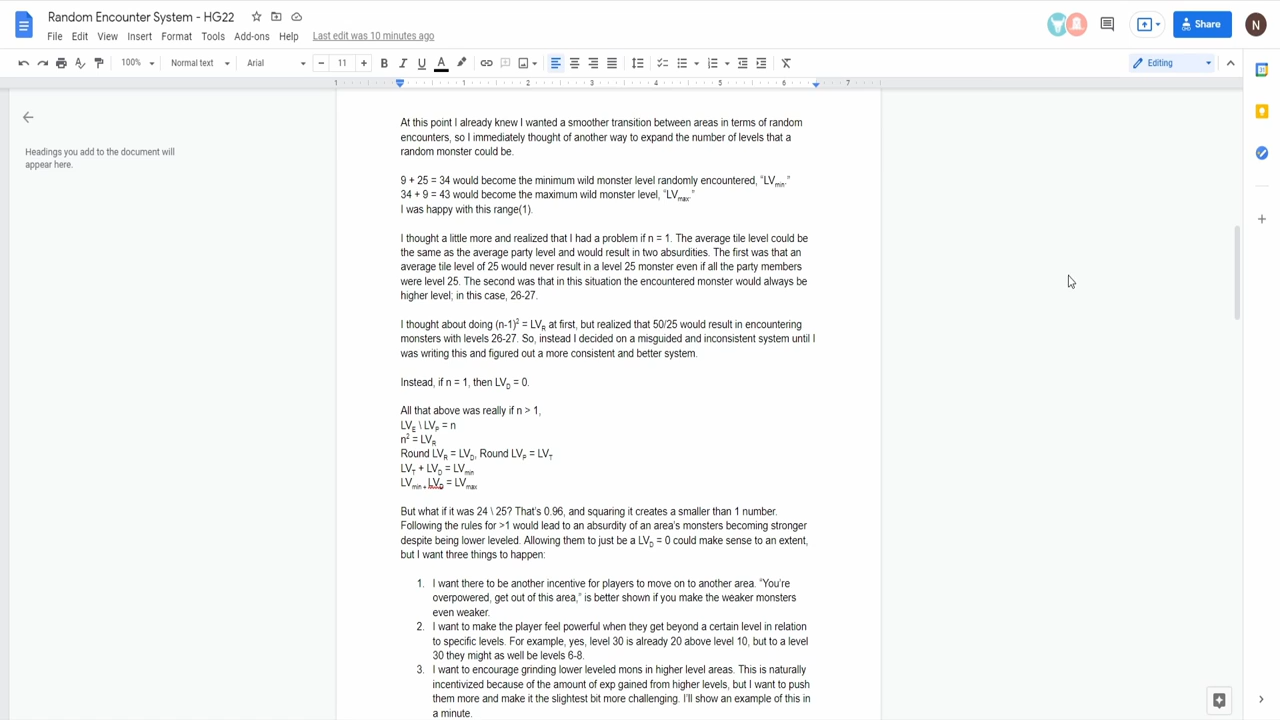 Random Encounter System - HG22
File Edit View Insert Format Tools Add-ons Help Last edit was 10 minutes ago
Share
N
100% Normal text Arial 11 Editing
1 1 2 3 4 5 6 7
Headings you add to the document will
appear here.
At this point I already knew I wanted a smoother transition between areas in terms of random
encounters, so I immediately thought of another way to expand the number of levels that a
random monster could be.
9 + 25 = 34 would become the minimum wild monster level randomly encountered, “LVmin.”
34 + 9 = 43 would become the maximum wild monster level, “LVmax.”
I was happy with this range(1).
I thought a little more and realized that I had a problem if n = 1. The average tile level could be
the same as the average party level and would result in two absurdities. The first was that an
average tile level of 25 would never result in a level 25 monster even if all the party members
were level 25. The second was that in this situation the encountered monster would always be
higher level; in this case, 26-27.
I thought about doing (n-1)² = LVR at first, but realized that 50/25 would result in encountering
monsters with levels 26-27. So, instead I decided on a misguided and inconsistent system until I
was writing this and figured out a more consistent and better system.
Instead, if n = 1, then LVD = 0.
All that above was really if n > 1,
LVE \ LVP = n
n² = LVR
Round LVR = LVD, Round LVP = LVT
LVT + LVD = LVmin
LVmin + LVD = LVmax
But what if it was 24 \ 25? That’s 0.96, and squaring it creates a smaller than 1 number.
Following the rules for >1 would lead to an absurdity of an area’s monsters becoming stronger
despite being lower leveled. Allowing them to just be a LVD = 0 could make sense to an extent,
but I want three things to happen:
1. I want there to be another incentive for players to move on to another area. “You’re
overpowered, get out of this area,” is better shown if you make the weaker monsters
even weaker.
2. I want to make the player feel powerful when they get beyond a certain level in relation
to specific levels. For example, yes, level 30 is already 20 above level 10, but to a level
30 they might as well be levels 6-8.
3. I want to encourage grinding lower leveled mons in higher level areas. This is naturally
incentivized because of the amount of exp gained from higher levels, but I want to push
them more and make it the slightest bit more challenging. I’ll show an example of this in
a minute.